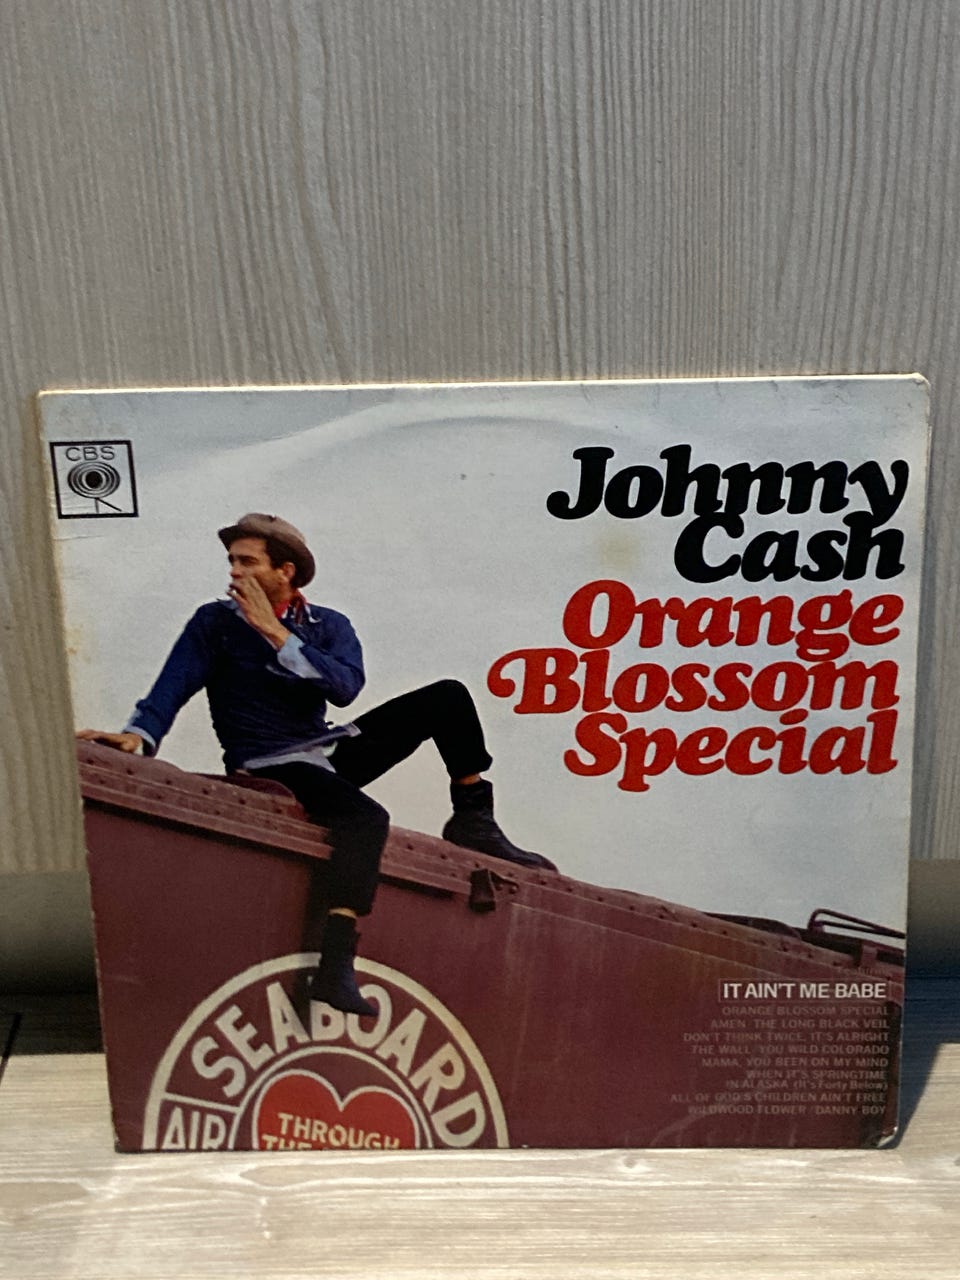 CBS
Johnny
Cash
Orange
Blossom
Special
IT AIN'T ME BABE
ORANGE BLOSSOM SPECIAL
AMEN · THE LONG BLACK VEIL
DON'T THINK TWICE, IT'S ALRIGHT
THE WALL · YOU WILD COLORADO
MAMA, YOU BEEN ON MY MIND
WHEN IT'S SPRINGTIME
IN ALASKA (It's Forty Below)
ALL OF GOD'S CHILDREN AIN'T FREE
WILDWOOD FLOWER / DANNY BOY
SEABOARD
AIR
THROUGH
THE